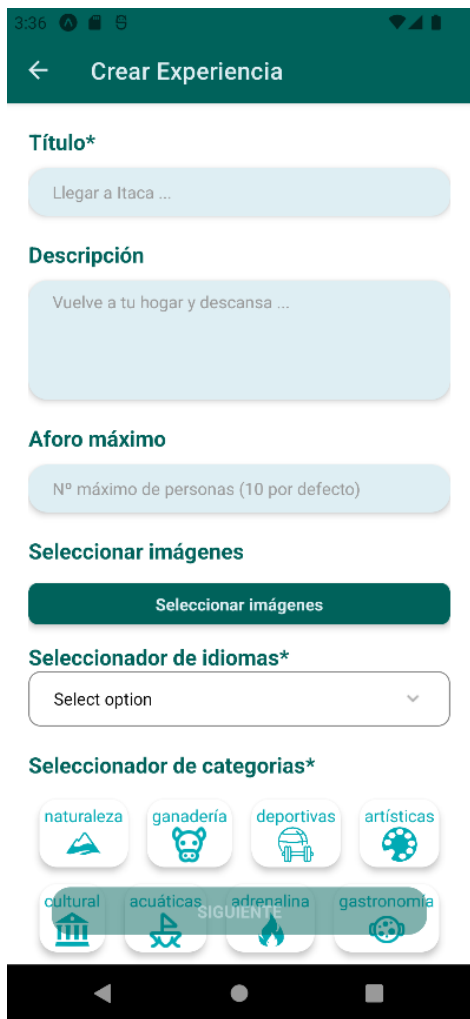 3:36
Crear Experiencia
Título*
Llegar a Itaca ...
Descripción
Vuelve a tu hogar y descansa ...
Aforo máximo
Nº máximo de personas (10 por defecto)
Seleccionar imágenes
Seleccionar imágenes
Seleccionador de idiomas*
Select option
Seleccionador de categorias*
naturaleza ganadería deportivas artísticas
cultural acuáticas adrenalina gastronomía
SIGUIENTE